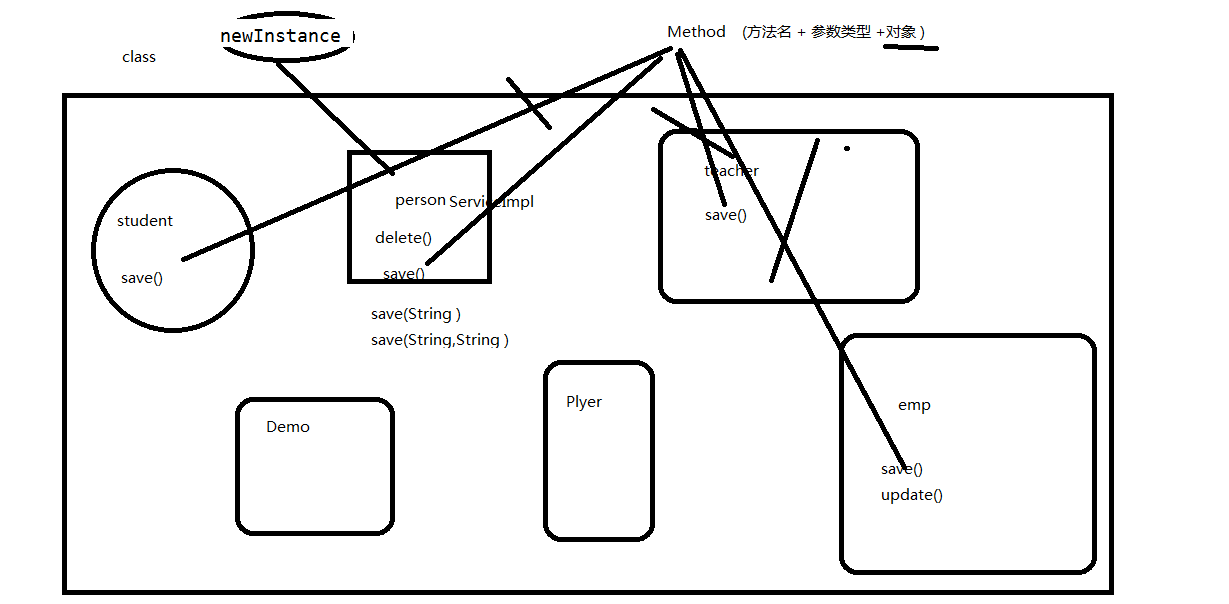 newInstance
Method (方法名 + 参数类型 +对象 )
class
teacher
person ServiceImpl
save()
student
delete()
save()
save()
save(String )
save(String,String )
Plyer
emp
Demo
save()
update()